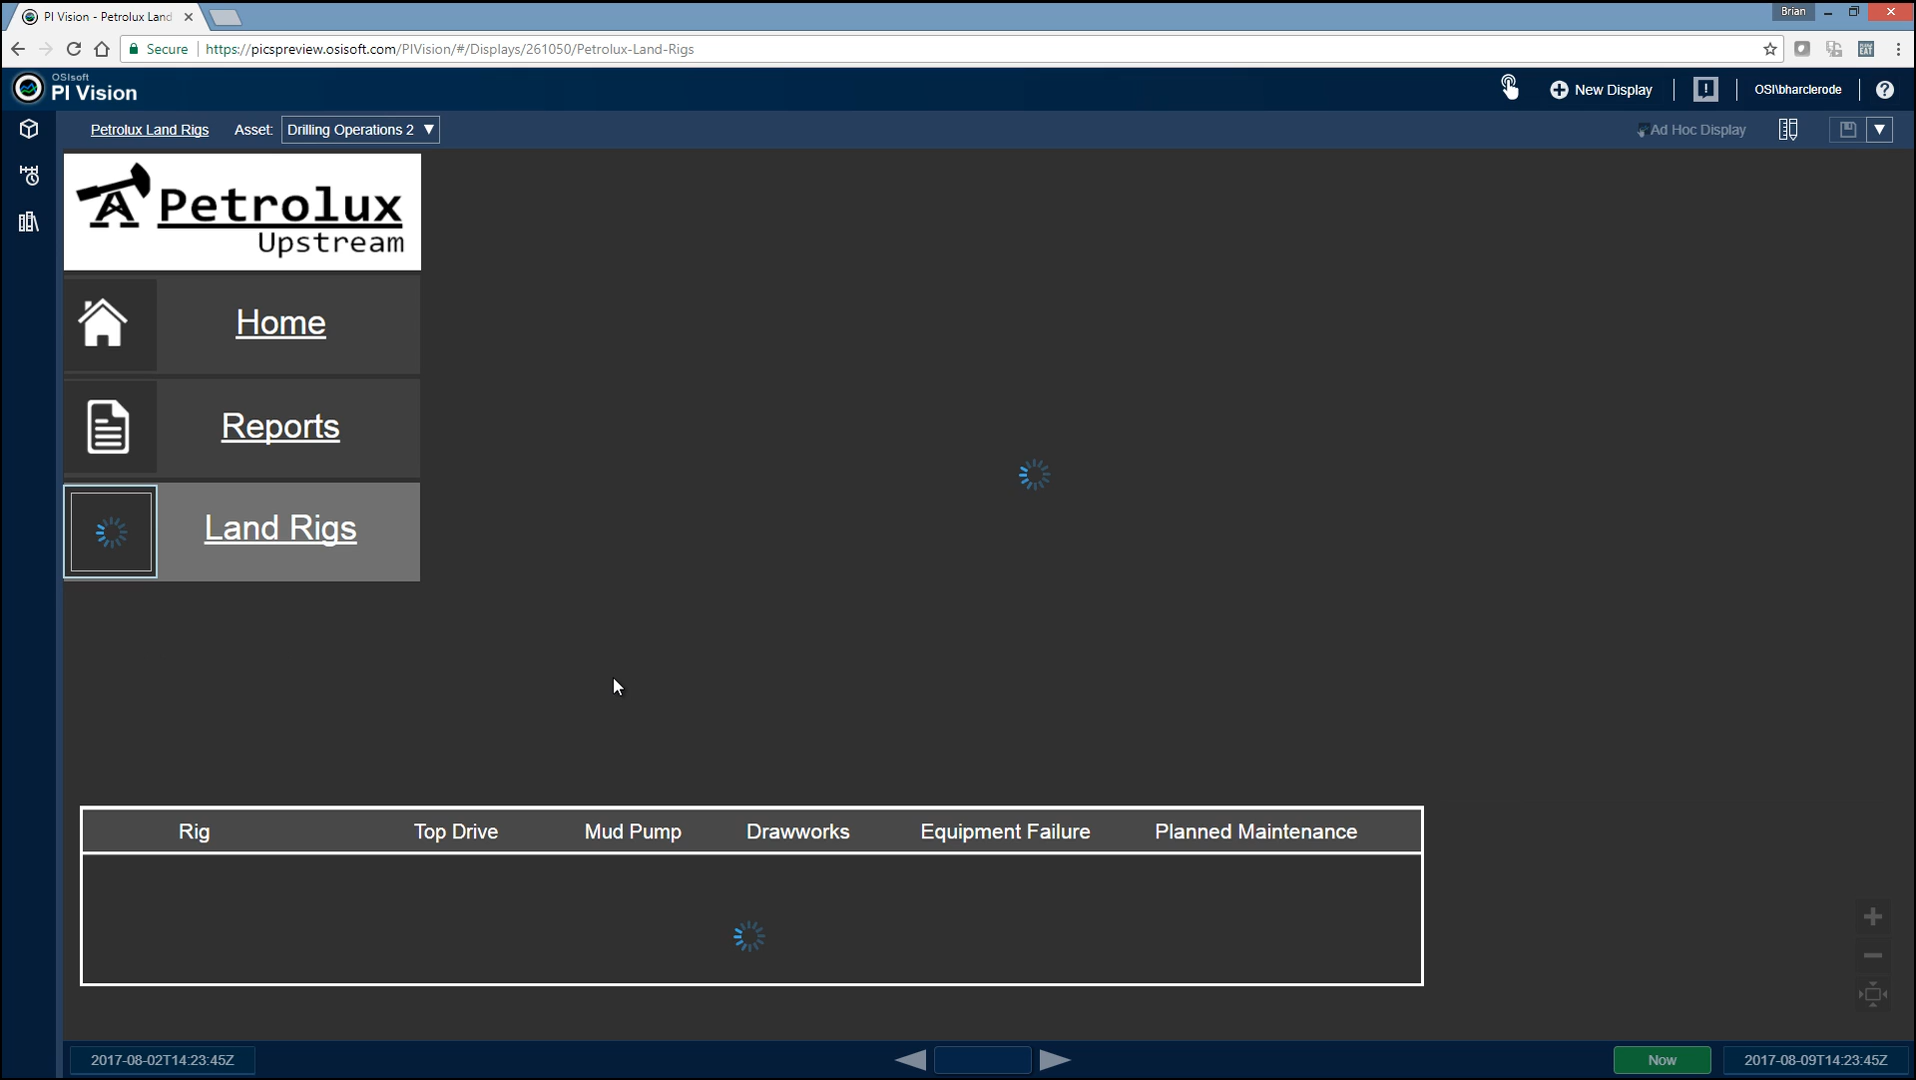 PI Vision - Petrolux Land
Brian
Secure
https://picspreview.osisoft.com/PIVision/#/Displays/261050/Petrolux-Land-Rigs
OSIsoft
PI Vision
New Display
OSI\bharclerode
Petrolux Land Rigs
Asset:
Drilling Operations 2
Ad Hoc Display
Petrolux
Upstream
Home
Reports
Land Rigs
Rig
Top Drive
Mud Pump
Drawworks
Equipment Failure
Planned Maintenance
2017-08-02T14:23:45Z
Now
2017-08-09T14:23:45Z